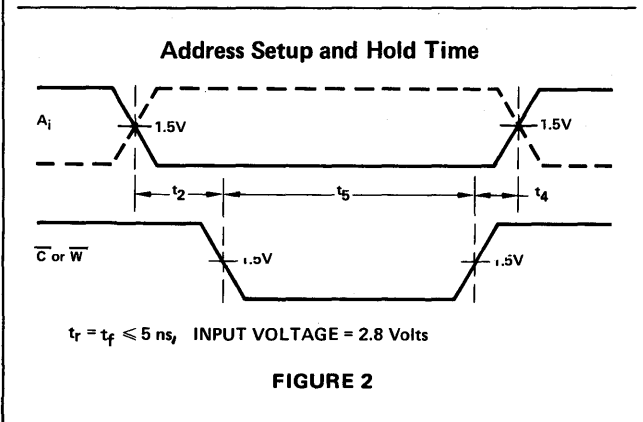 Address Setup and Hold Time
Aᵢ
1.5V
1.5V
t₂
t₅
t₄
C̅ or W̅
1.5V
1.5V
tᵣ = t_f ⩽ 5 ns, INPUT VOLTAGE = 2.8 Volts
FIGURE 2